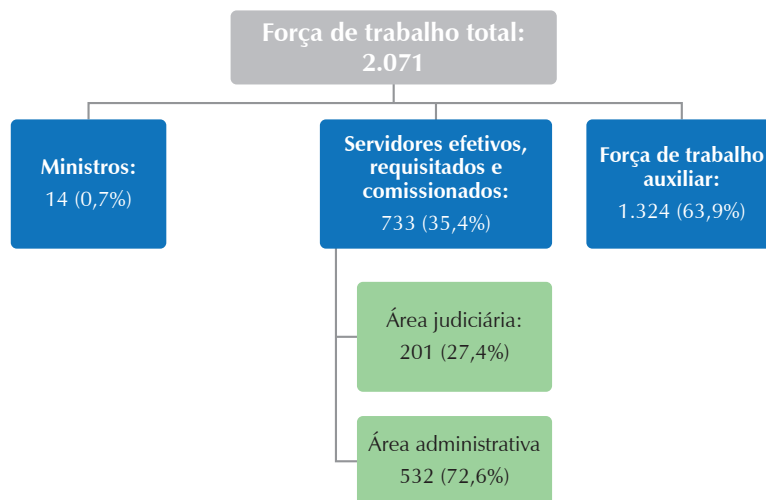 Força de trabalho total:
2.071
Ministros:
14 (0,7%)
Servidores efetivos,
requisitados e
comissionados:
733 (35,4%)
Força de trabalho
auxiliar:
1.324 (63,9%)
Área judiciária:
201 (27,4%)
Área administrativa
532 (72,6%)